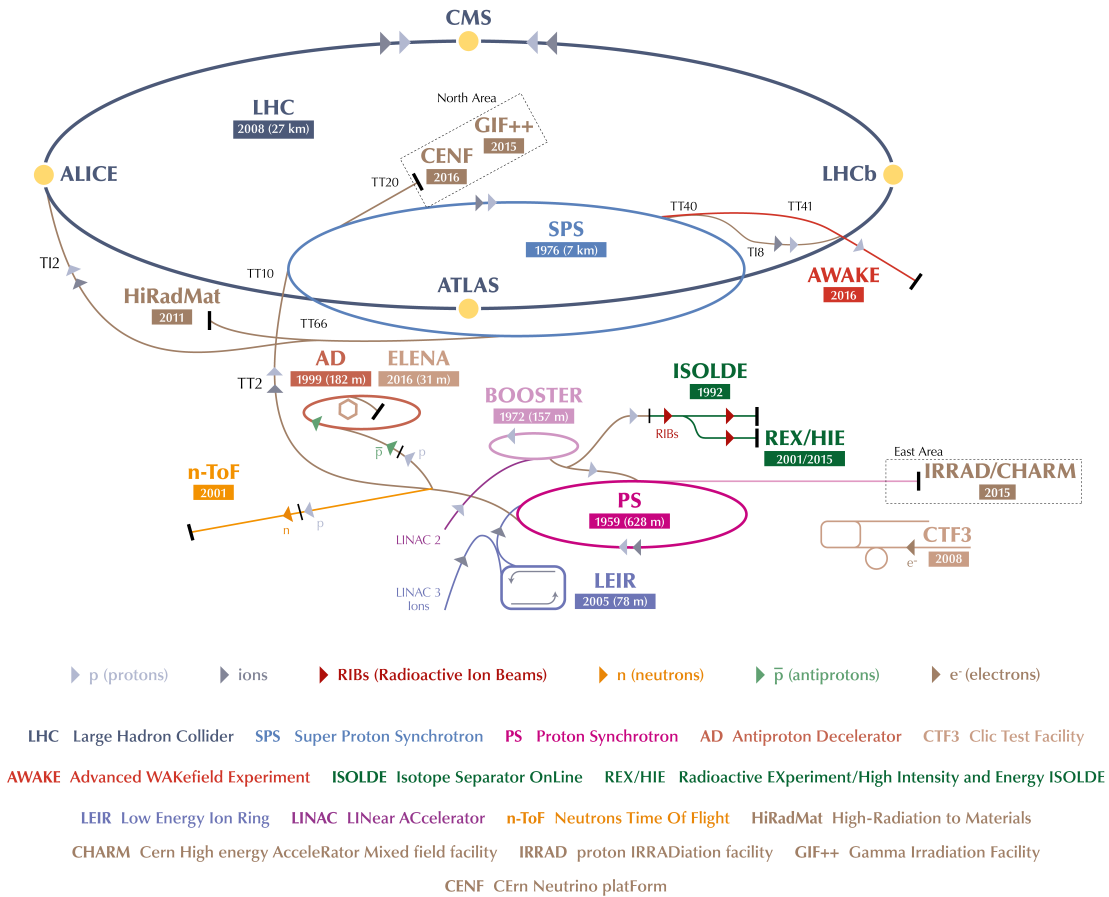 CMS
North Area
LHC
2008 (27 km)
GIF++
2015
CENF
2016
ALICE
LHCb
TT20
TT40
TT41
SPS
1976 (7 km)
TI8
TI2
TT10
AWAKE
2016
ATLAS
HiRadMat
2011
TT66
AD
1999 (182 m)
ELENA
2016 (31 m)
TT2
ISOLDE
1992
BOOSTER
1972 (157 m)
RIBs
REX/HIE
2001/2015
p̅
p
East Area
n-ToF
2001
IRRAD/CHARM
2015
PS
1959 (628 m)
n
p
LINAC 2
CTF3
2008
e-
LINAC 3
Ions
LEIR
2005 (78 m)
p (protons)
ions
RIBs (Radioactive Ion Beams)
n (neutrons)
p̅ (antiprotons)
e- (electrons)
LHC Large Hadron Collider SPS Super Proton Synchrotron PS Proton Synchrotron AD Antiproton Decelerator CTF3 Clic Test Facility
AWAKE Advanced WAKefield Experiment ISOLDE Isotope Separator OnLine REX/HIE Radioactive EXperiment/High Intensity and Energy ISOLDE
LEIR Low Energy Ion Ring LINAC LINear ACcelerator n-ToF Neutrons Time Of Flight HiRadMat High-Radiation to Materials
CHARM Cern High energy AcceleRator Mixed field facility IRRAD proton IRRADiation facility GIF++ Gamma Irradiation Facility
CENF CErn Neutrino platForm